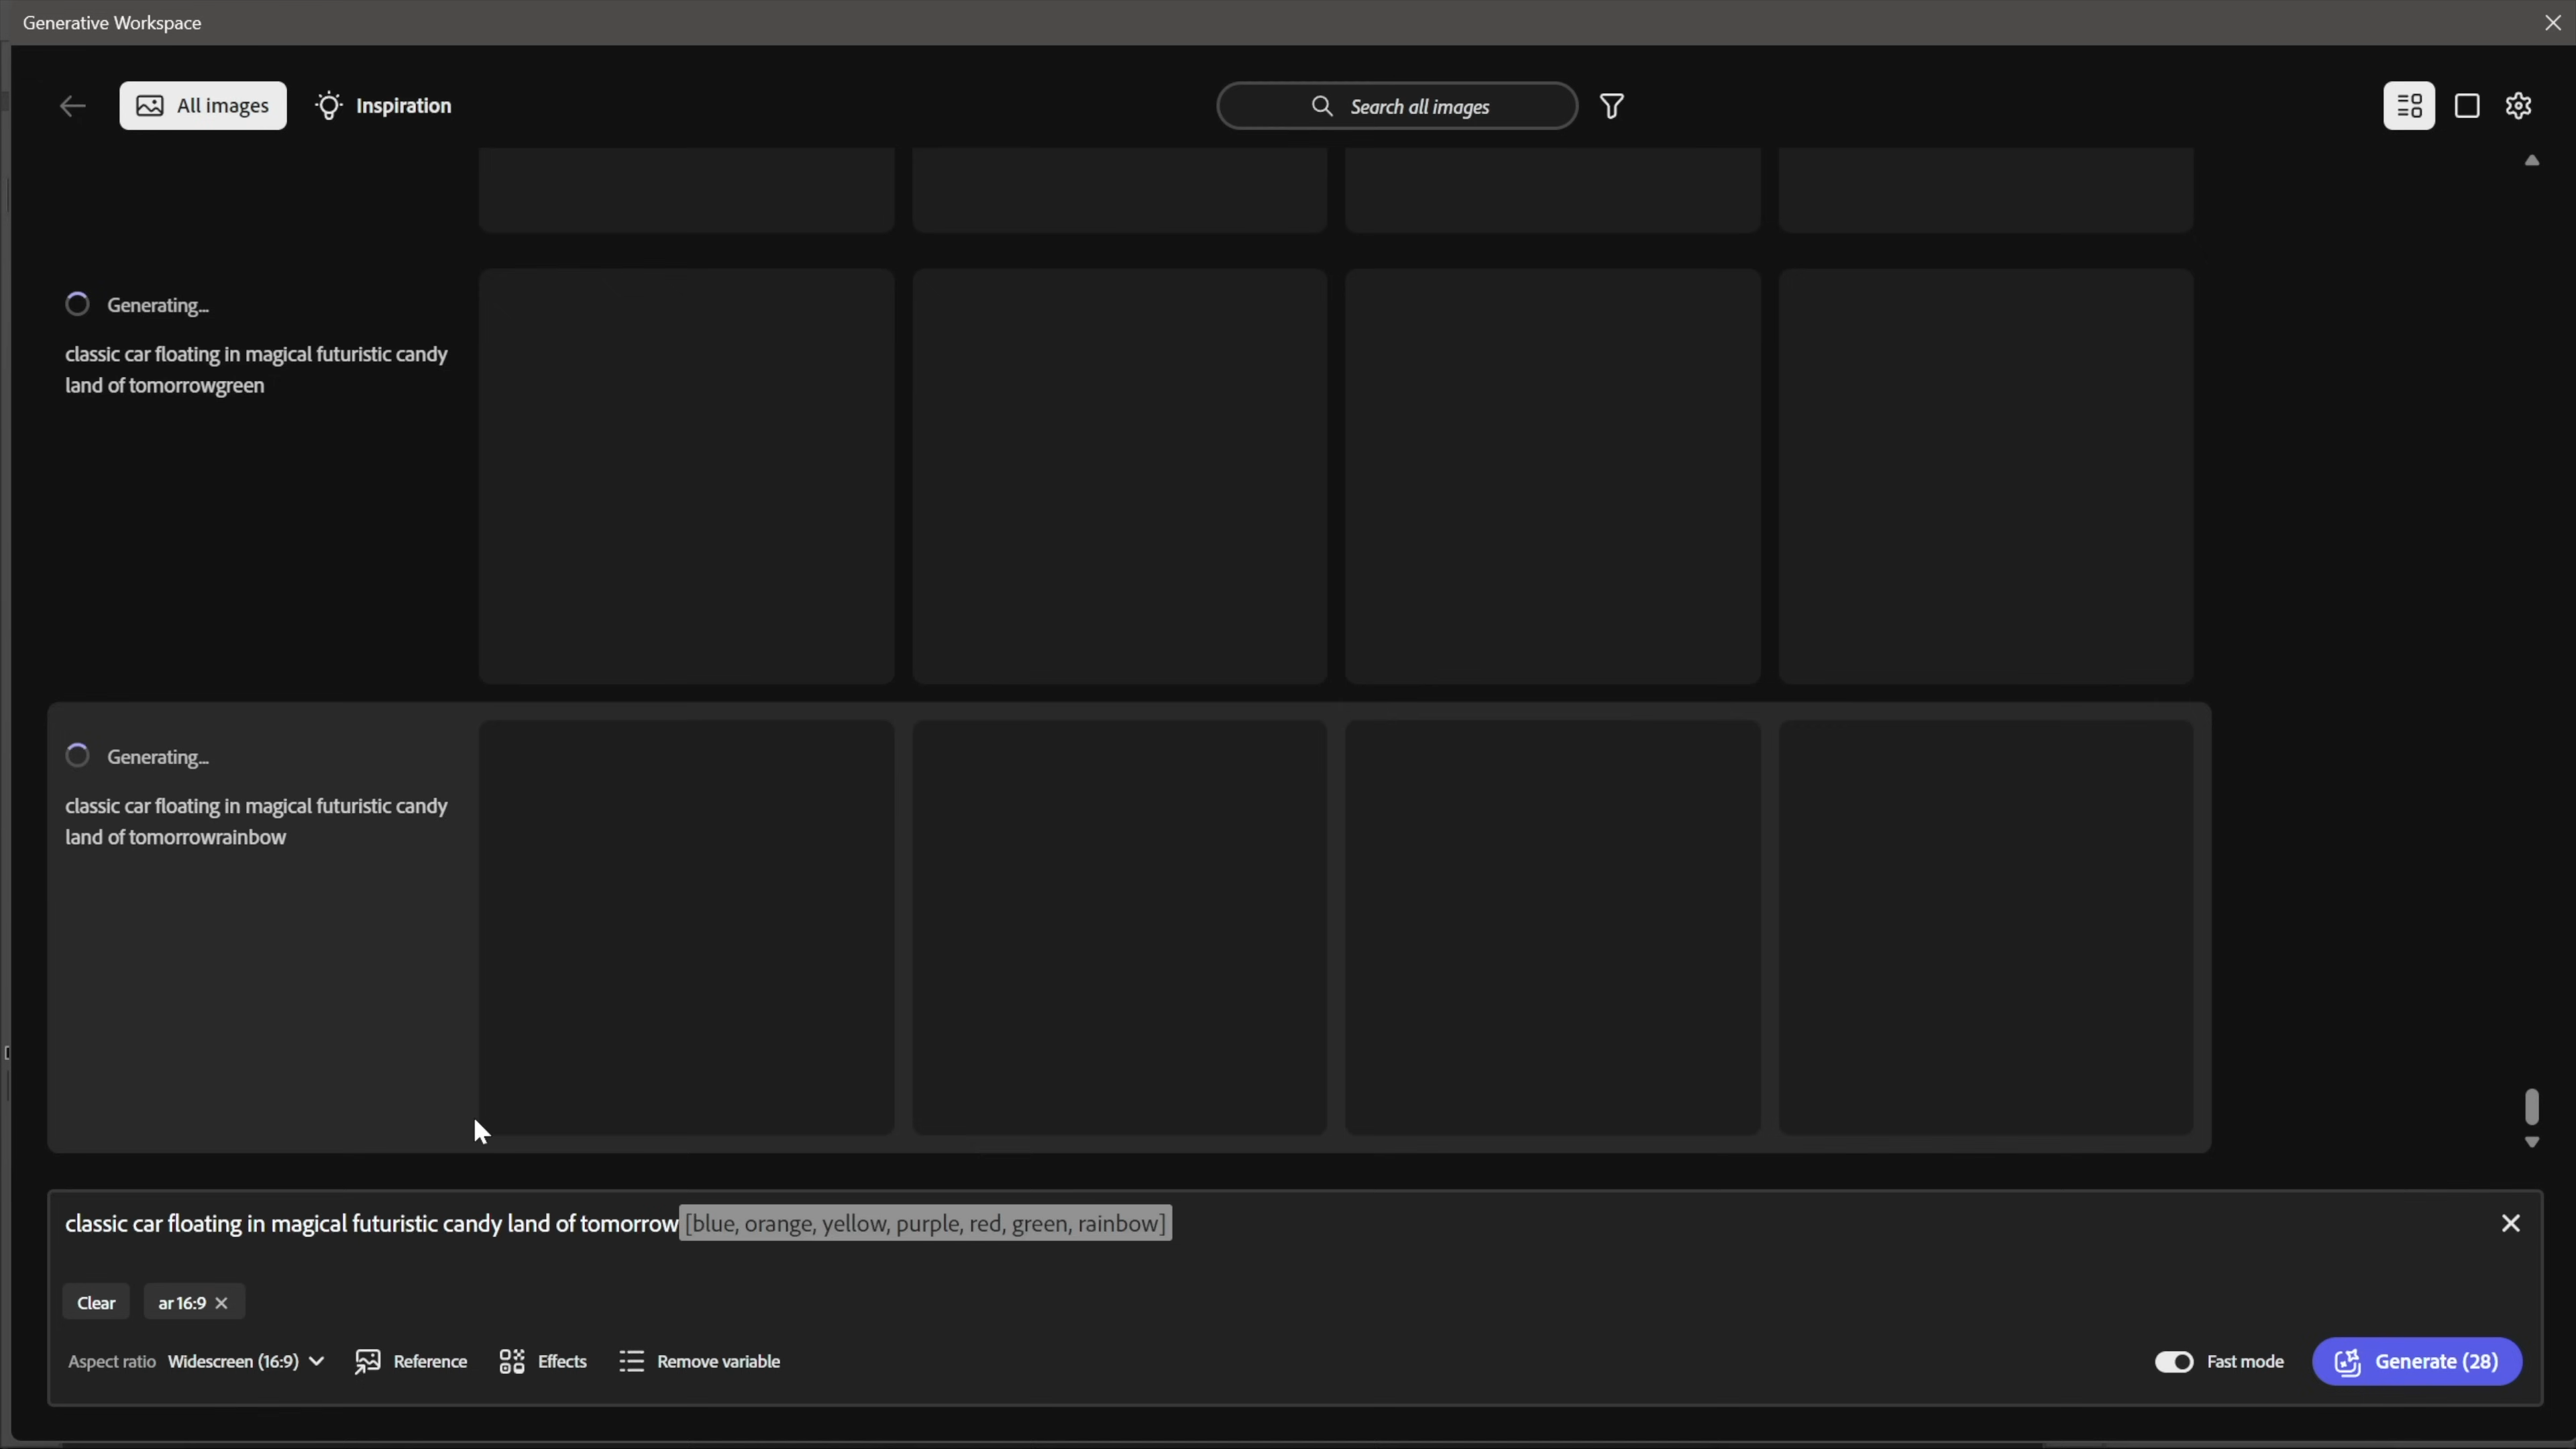 Generative Workspace
All images
Inspiration
Search all images
Generating...
classic car floating in magical futuristic candy
land of tomorrowgreen
Generating...
classic car floating in magical futuristic candy
land of tomorrowrainbow
classic car floating in magical futuristic candy land of tomorrow [blue, orange, yellow, purple, red, green, rainbow]
Clear
ar 16:9
Aspect ratio Widescreen (16:9)
Reference
Effects
Remove variable
Fast mode
Generate (28)